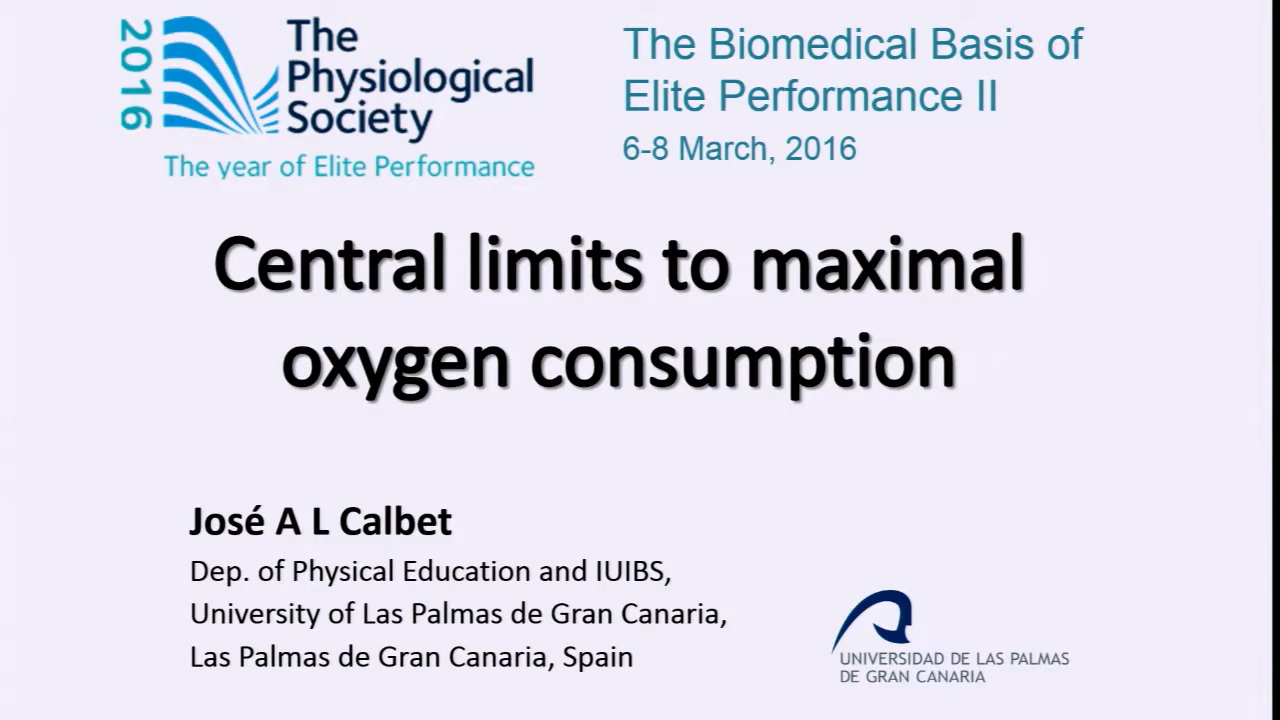 2016
The
Physiological
Society
The year of Elite Performance
The Biomedical Basis of
Elite Performance II
6-8 March, 2016
Central limits to maximal
oxygen consumption
José A L Calbet
Dep. of Physical Education and IUIBS,
University of Las Palmas de Gran Canaria,
Las Palmas de Gran Canaria, Spain
UNIVERSIDAD DE LAS PALMAS
DE GRAN CANARIA